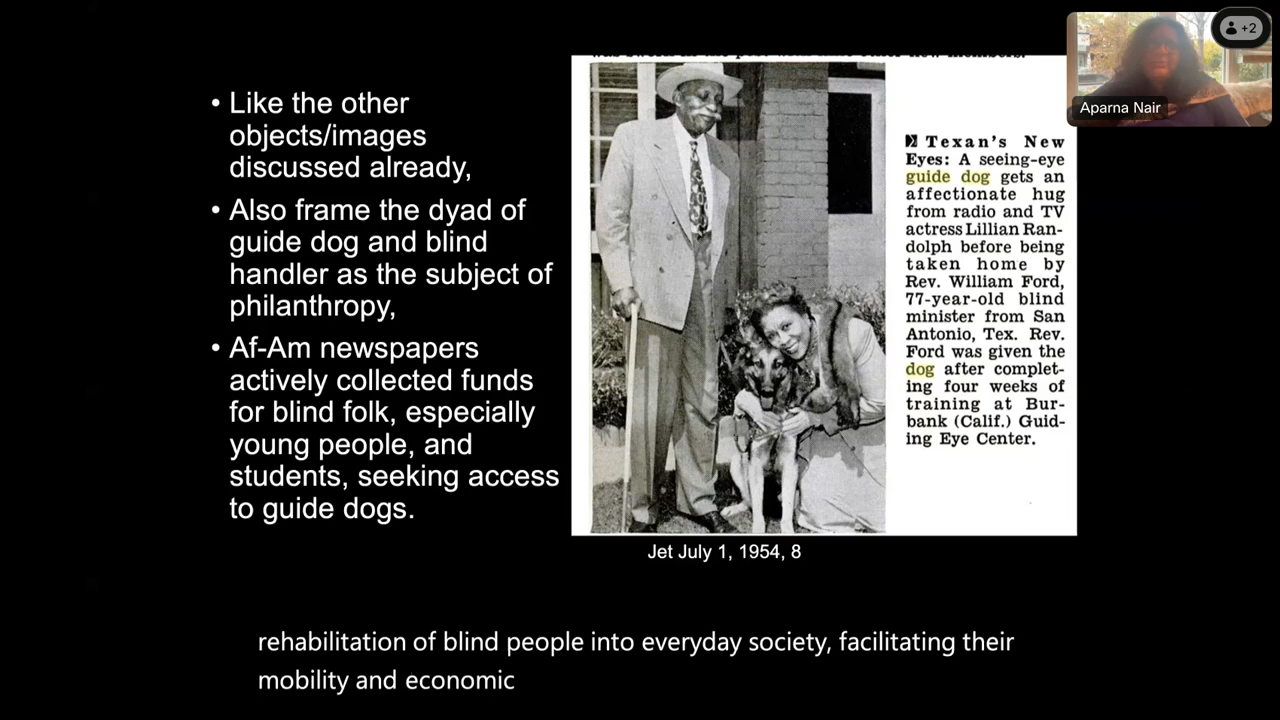 • Like the other
objects/images
discussed already,
• Also frame the dyad of
guide dog and blind
handler as the subject of
philanthropy,
• Af-Am newspapers
actively collected funds
for blind folk, especially
young people, and
students, seeking access
to guide dogs.
Texan's New
Eyes: A seeing-eye
guide dog gets an
affectionate hug
from radio and TV
actress Lillian Ran-
dolph before being
taken home by
Rev. William Ford,
77-year-old blind
minister from San
Antonio, Tex. Rev.
Ford was given the
dog after complet-
ing four weeks of
training at Bur-
bank (Calif.) Guid-
ing Eye Center.
Jet July 1, 1954, 8
Aparna Nair
+2
rehabilitation of blind people into everyday society, facilitating their
mobility and economic